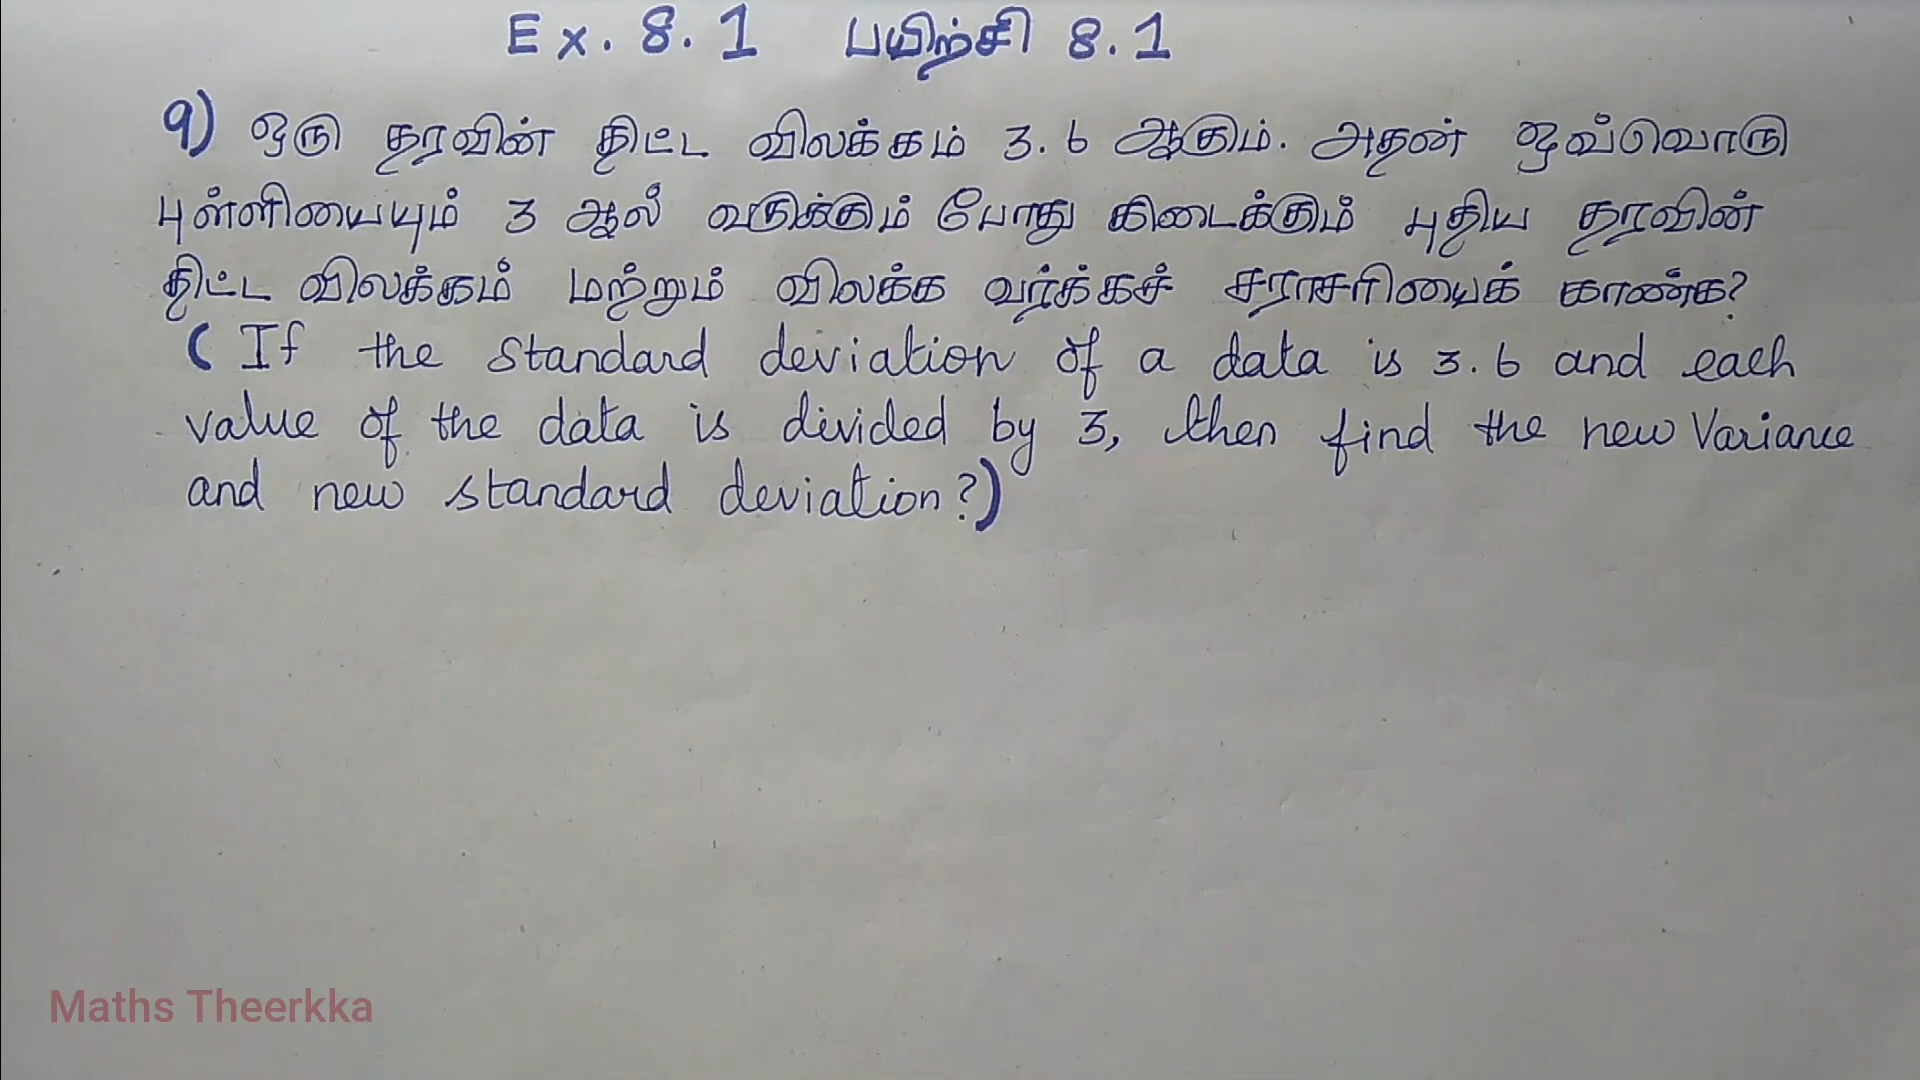 Ex. 8.1 பயிற்சி 8.1
9) ஒரு தரவின் திட்ட விலக்கம் 3.6 ஆகும். அதன் ஒவ்வொரு
புள்ளியையும் 3 ஆல் வகுக்கும் போது கிடைக்கும் புதிய தரவின்
திட்ட விலக்கம் மற்றும் விலக்க வர்க்கச் சராசரியைக் காண்க?
( If the standard deviation of a data is 3.6 and each
value of the data is divided by 3, then find the new Variance
and new standard deviation?)
Maths Theerkka